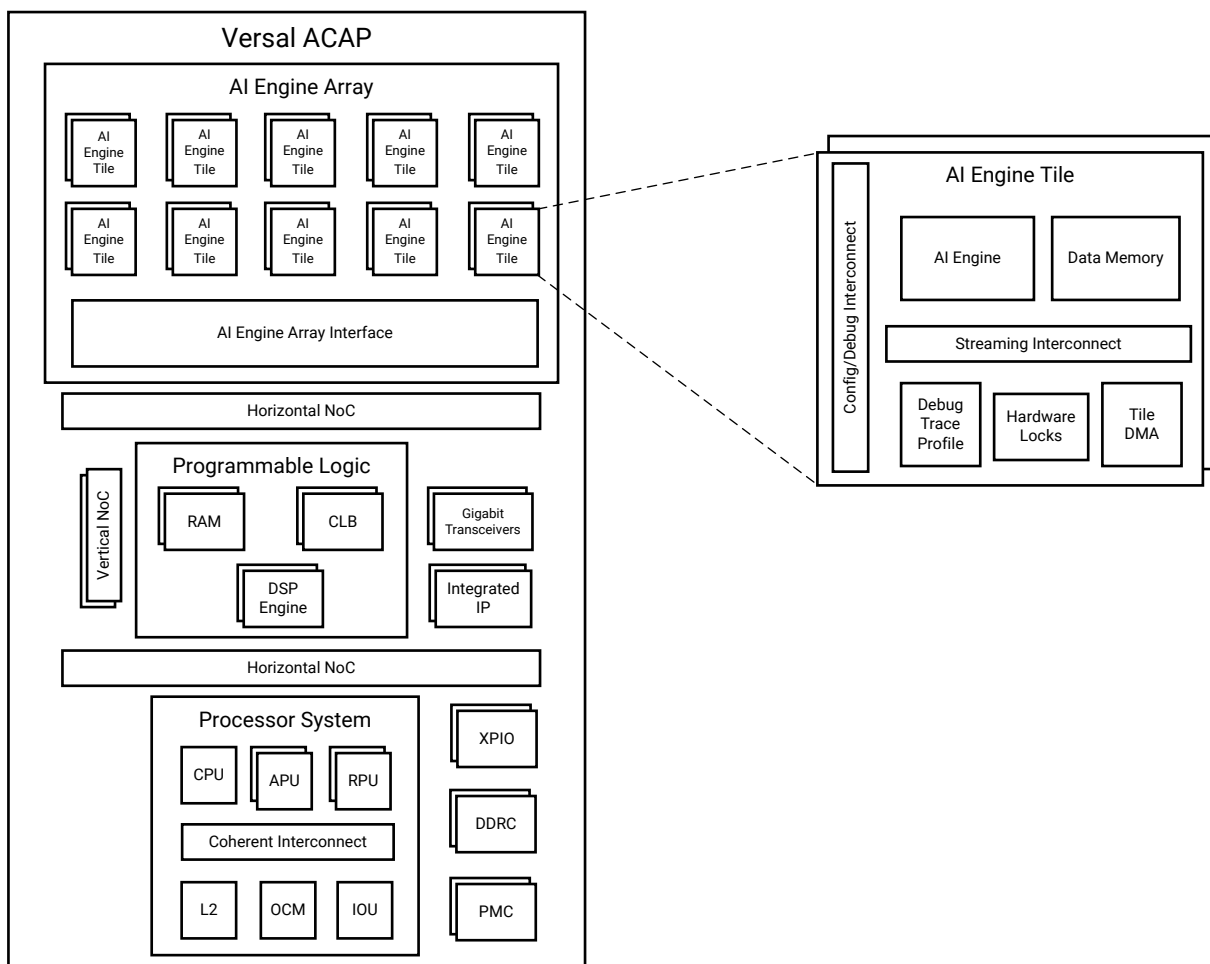 Versal ACAP
AI Engine Array
AI
Engine
Tile
AI
Engine
Tile
AI
Engine
Tile
AI
Engine
Tile
AI
Engine
Tile
AI
Engine
Tile
AI
Engine
Tile
AI
Engine
Tile
AI
Engine
Tile
AI
Engine
Tile
AI Engine Array Interface
Horizontal NoC
Vertical NoC
Programmable Logic
RAM
CLB
DSP
Engine
Gigabit
Transceivers
Integrated
IP
Horizontal NoC
Processor System
CPU
APU
RPU
Coherent Interconnect
L2
OCM
IOU
XPIO
DDRC
PMC
AI Engine Tile
Config/Debug Interconnect
AI Engine
Data Memory
Streaming Interconnect
Debug
Trace
Profile
Hardware
Locks
Tile
DMA